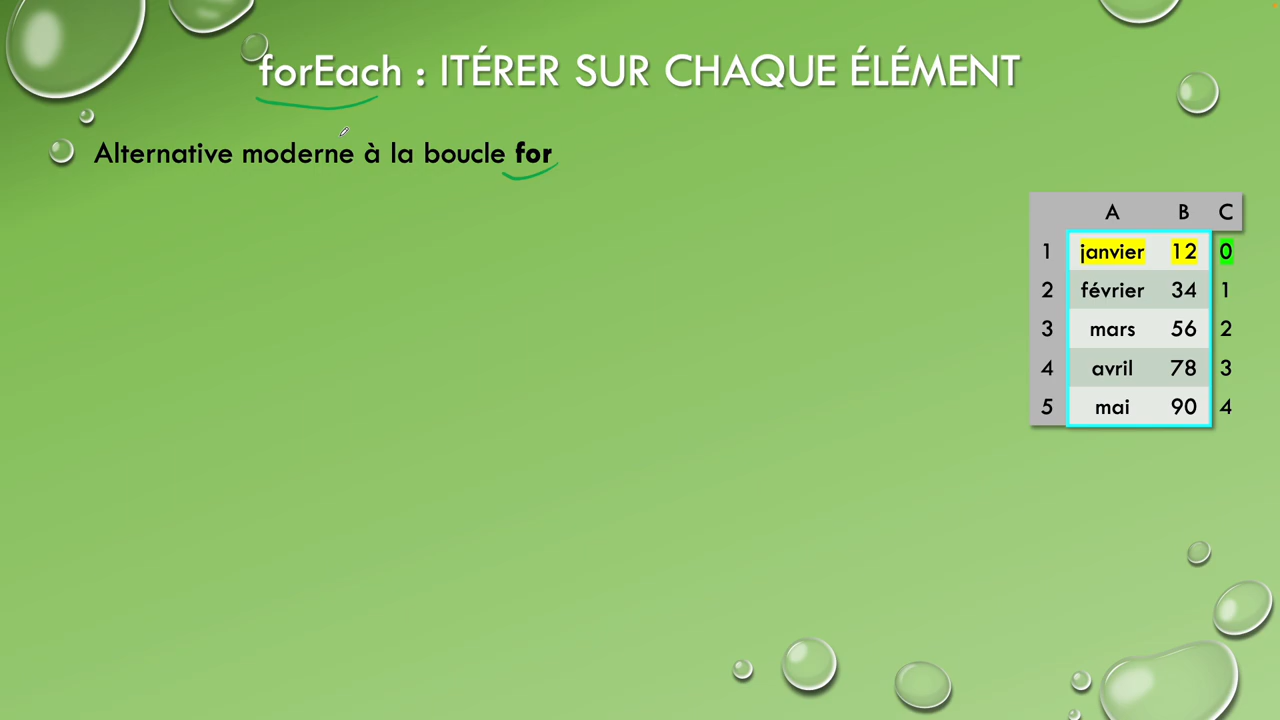 forEach : ITÉRER SUR CHAQUE ÉLÉMENT
Alternative moderne à la boucle for
A B C
1 janvier 12 0
2 février 34 1
3 mars 56 2
4 avril 78 3
5 mai 90 4